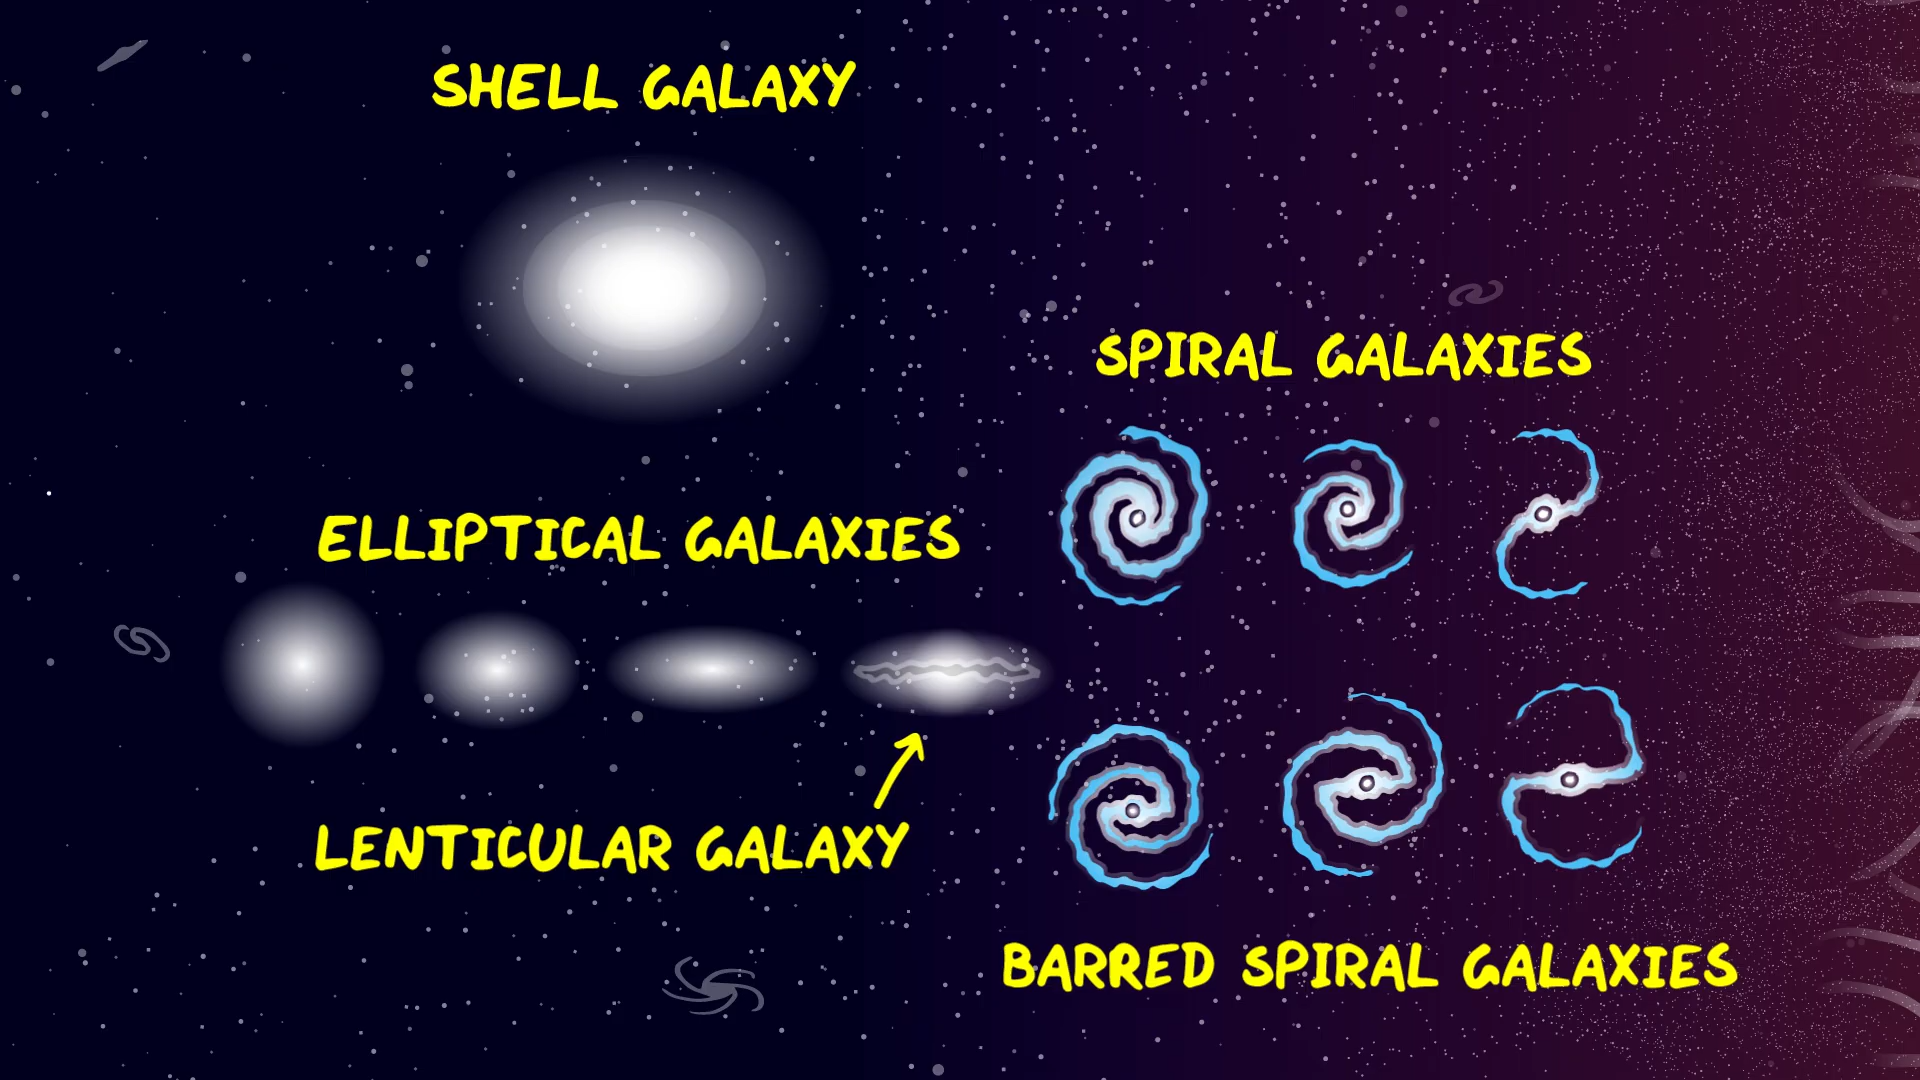 SHELL GALAXY
SPIRAL GALAXIES
ELLIPTICAL GALAXIES
LENTICULAR GALAXY
BARRED SPIRAL GALAXIES